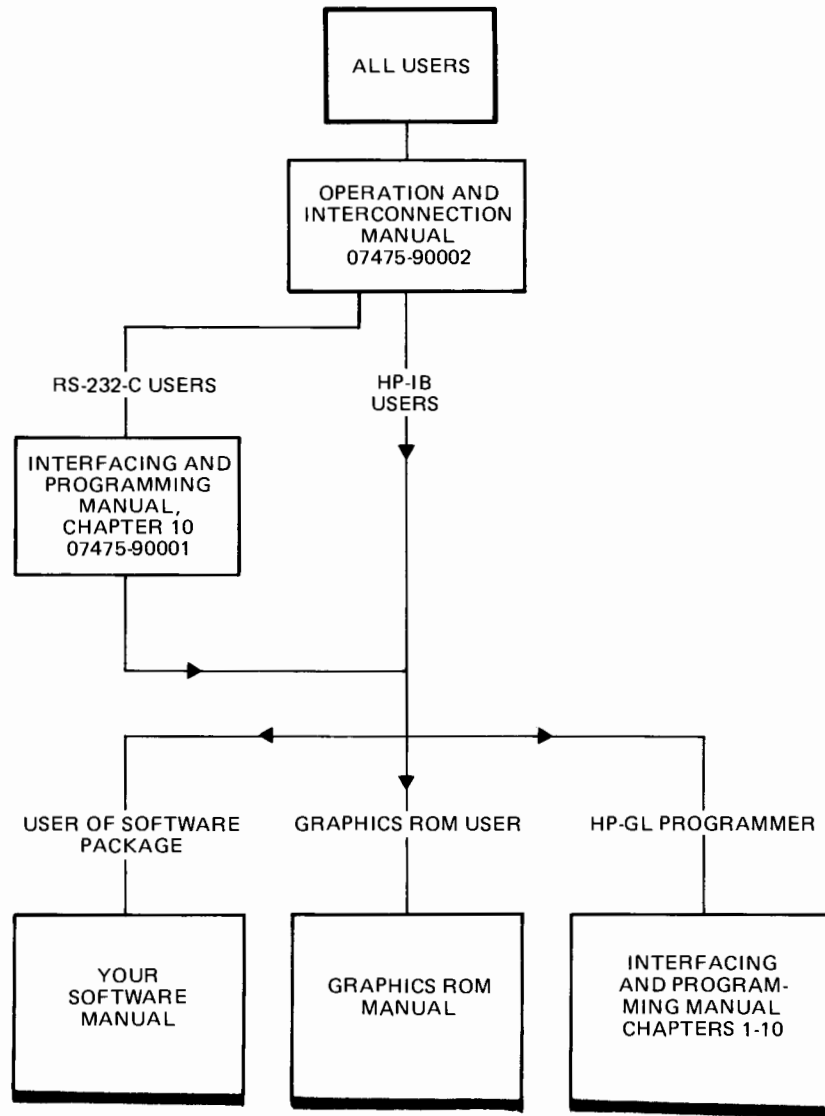 ALL USERS
OPERATION AND
INTERCONNECTION
MANUAL
07475-90002
RS-232-C USERS
HP-IB
USERS
INTERFACING AND
PROGRAMMING
MANUAL,
CHAPTER 10
07475-90001
USER OF SOFTWARE
PACKAGE
GRAPHICS ROM USER
HP-GL PROGRAMMER
YOUR
SOFTWARE
MANUAL
GRAPHICS ROM
MANUAL
INTERFACING
AND PROGRAM-
MING MANUAL
CHAPTERS 1-10